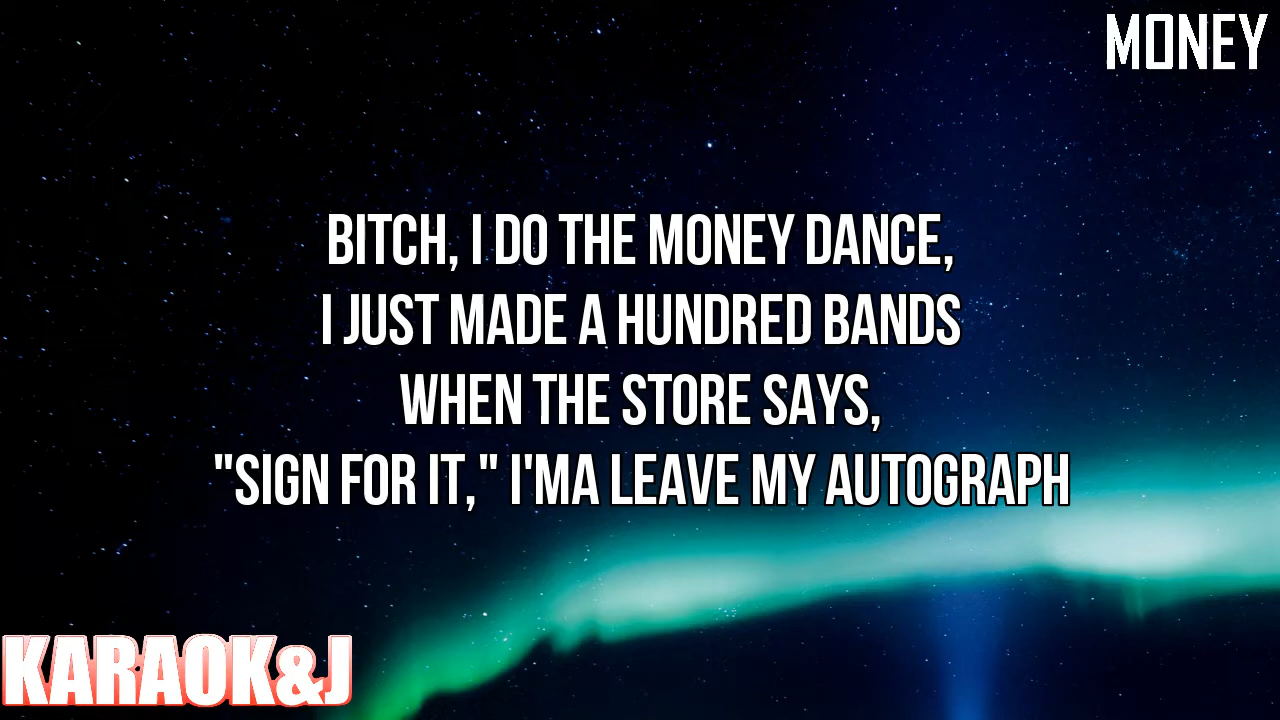 MONEY
BITCH, I DO THE MONEY DANCE,
I JUST MADE A HUNDRED BANDS
WHEN THE STORE SAYS,
"SIGN FOR IT," I'MA LEAVE MY AUTOGRAPH
KARAOK&J